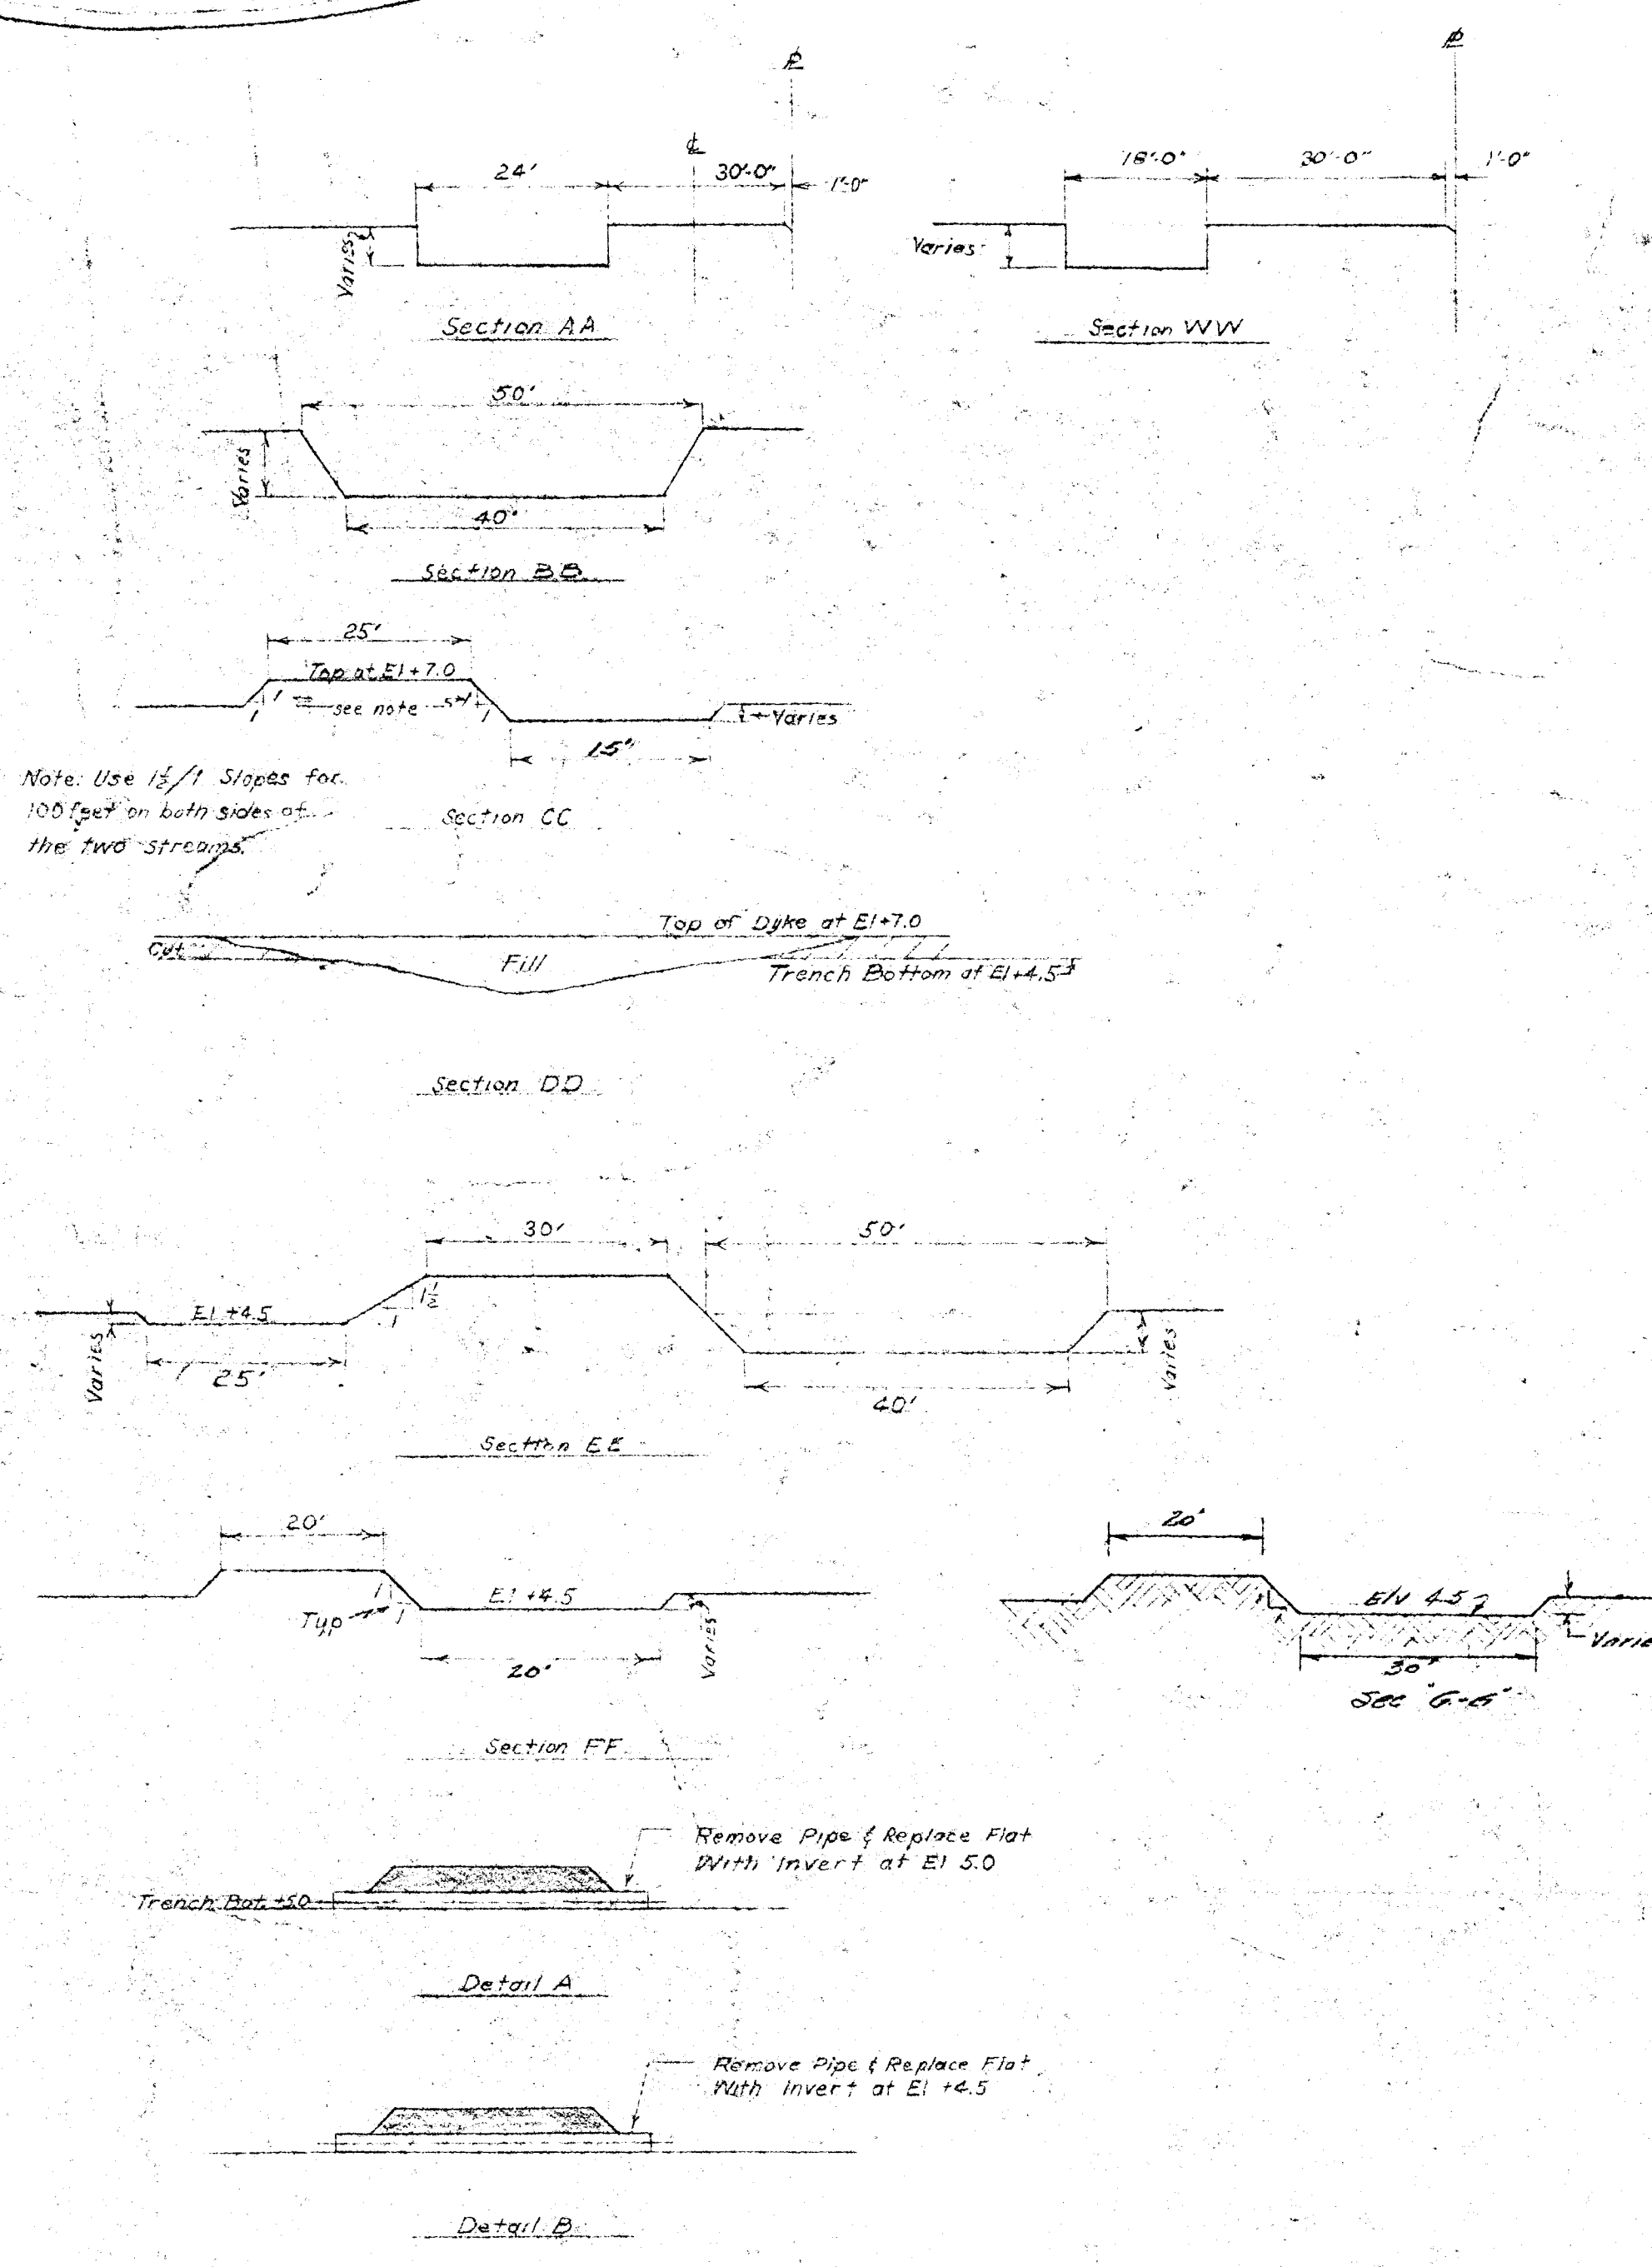 24'
30'-0"
1'-0"
Varies
Section AA
18'-0"
30'-0"
1'-0"
Varies
Section WW
50'
Varies
40'
Section BB
25'
Top at El+7.0
see note
Varies
15'
Note: Use 1½/1 Slopes for
100 feet on both sides of
the two streams.
Section CC
Top of Dyke at El+7.0
Cut
Fill
Trench Bottom at El+4.5
Section DD
30'
50'
1½
1
El +4.5
Varies
25'
Varies
40'
Section EE
20'
1
El +4.5
Typ
1
20'
Varies
Section FF
20'
Elv 4.5
Varie
30'
Sec "G-G"
Remove Pipe & Replace Flat
With Invert at El 5.0
Trench Bot +5.0
Detail A
Remove Pipe & Replace Flat
With Invert at El +4.5
Detail B